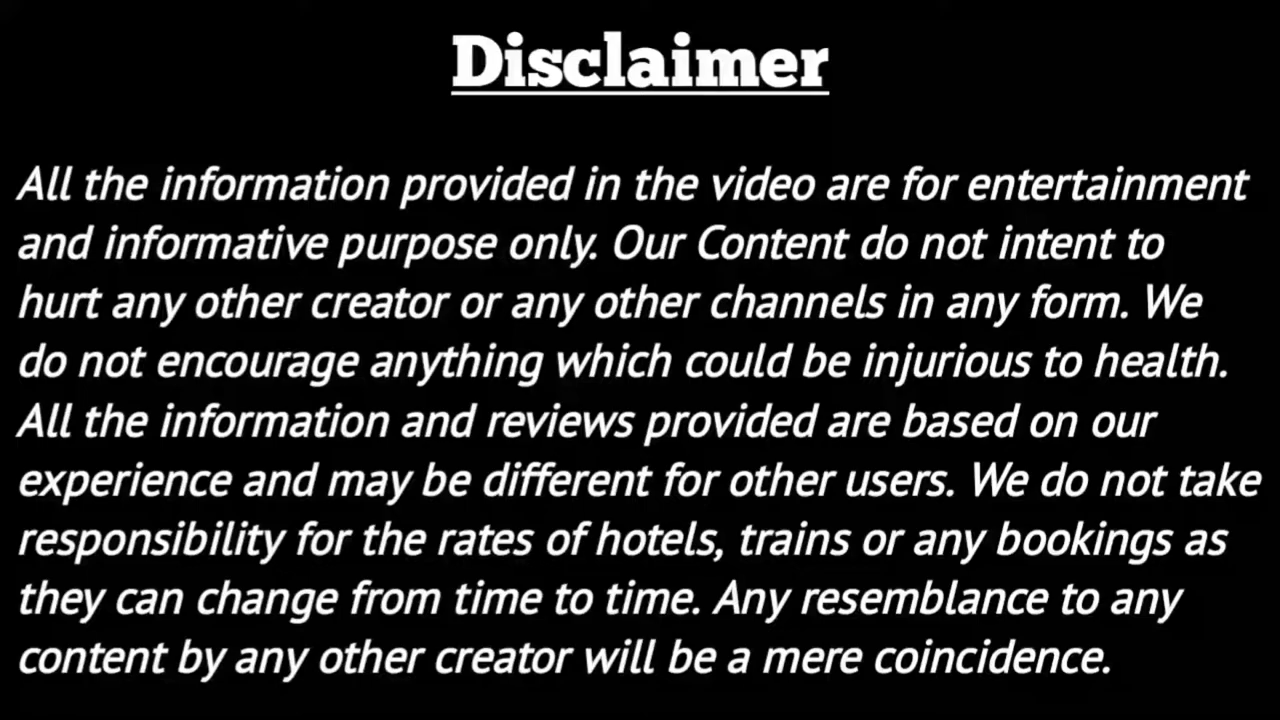 Disclaimer
All the information provided in the video are for entertainment
and informative purpose only. Our Content do not intent to
hurt any other creator or any other channels in any form. We
do not encourage anything which could be injurious to health.
All the information and reviews provided are based on our
experience and may be different for other users. We do not take
responsibility for the rates of hotels, trains or any bookings as
they can change from time to time. Any resemblance to any
content by any other creator will be a mere coincidence.